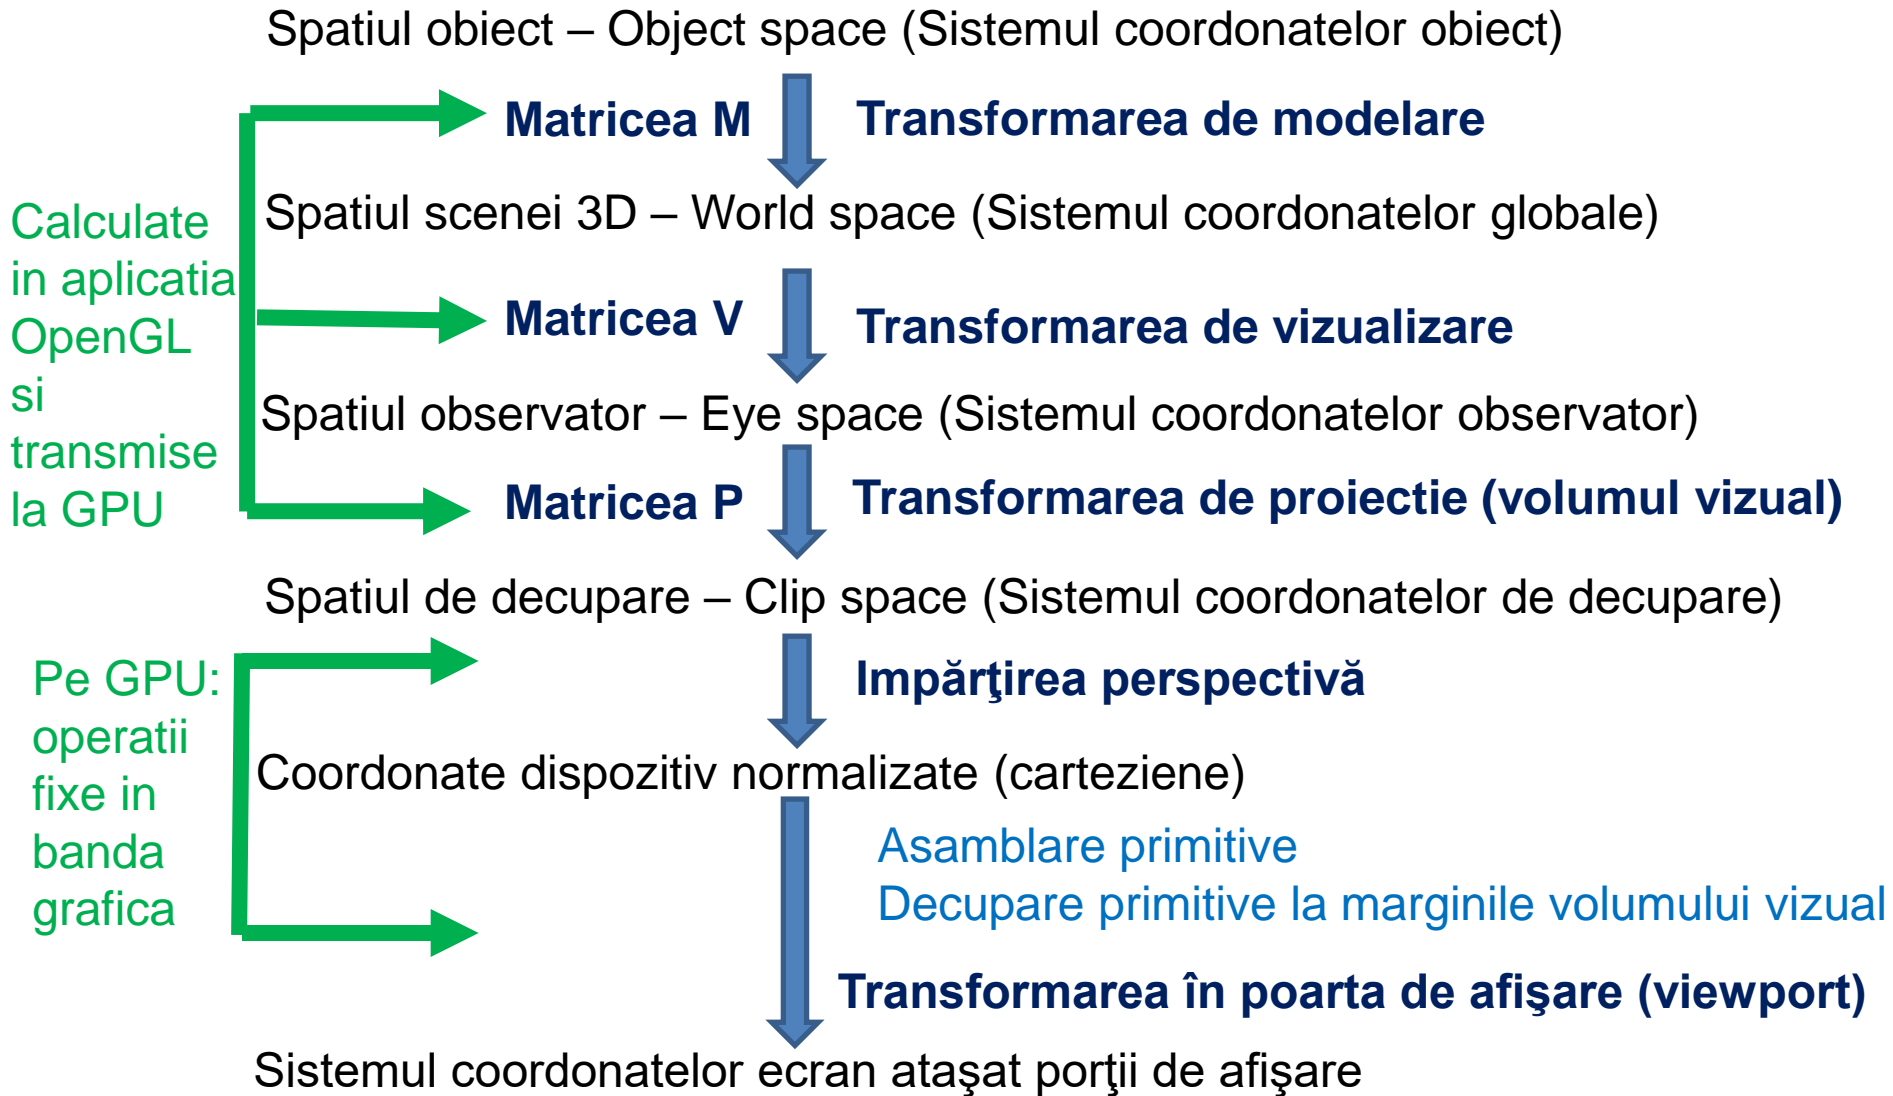 Spatiul obiect – Object space (Sistemul coordonatelor obiect)
Matricea M
Transformarea de modelare
Spatiul scenei 3D – World space (Sistemul coordonatelor globale)
Calculate
in aplicatia
OpenGL
si
transmise
la GPU
Matricea V
Transformarea de vizualizare
Spatiul observator – Eye space (Sistemul coordonatelor observator)
Matricea P
Transformarea de proiectie (volumul vizual)
Spatiul de decupare – Clip space (Sistemul coordonatelor de decupare)
Pe GPU:
operatii
fixe in
banda
grafica
Impărţirea perspectivă
Coordonate dispozitiv normalizate (carteziene)
Asamblare primitive
Decupare primitive la marginile volumului vizual
Transformarea în poarta de afişare (viewport)
Sistemul coordonatelor ecran ataşat porţii de afişare